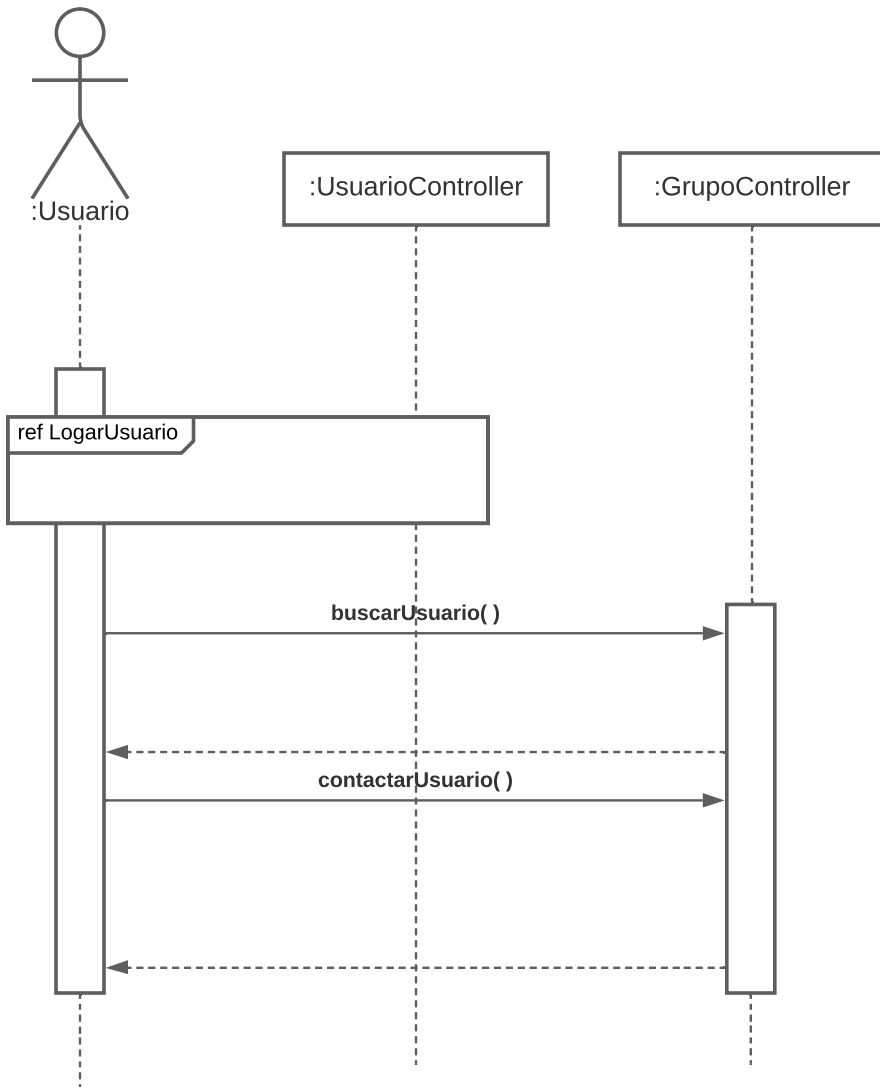 :Usuario
:UsuarioController
:GrupoController
ref LogarUsuario
buscarUsuario( )
contactarUsuario( )